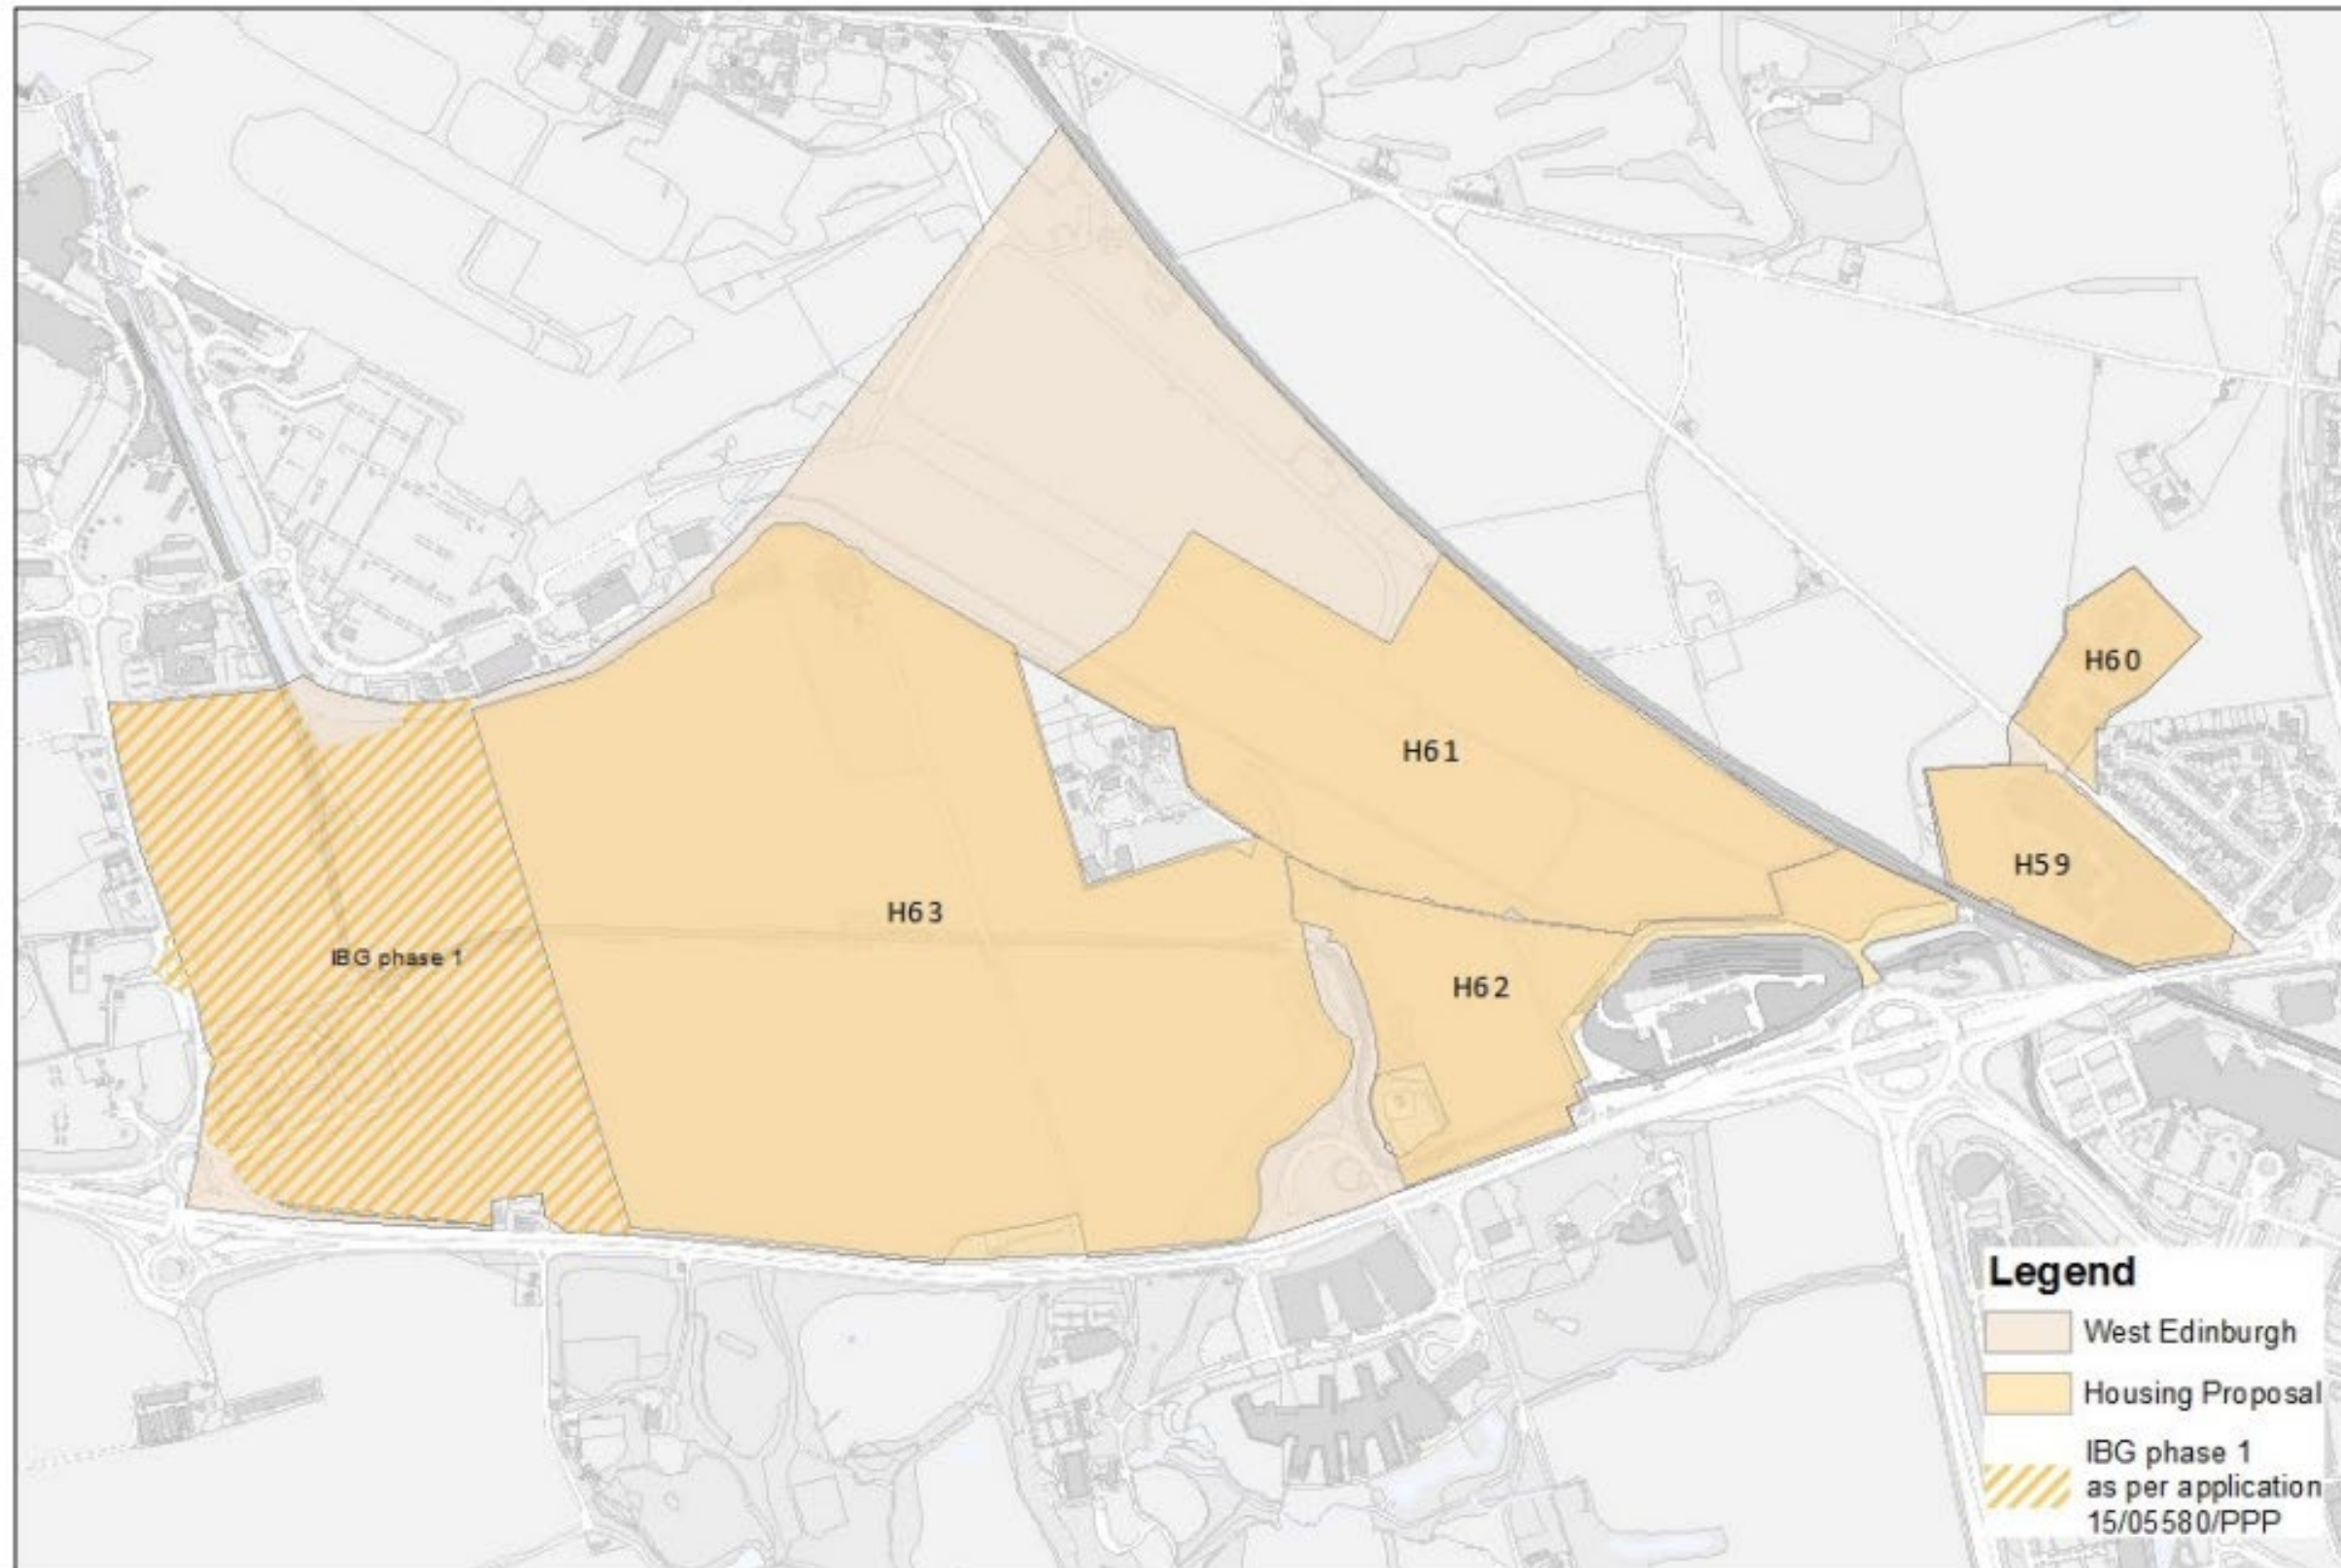 H60
H61
H59
H63
IBG phase 1
H62
Legend
West Edinburgh
Housing Proposal
IBG phase 1
as per application
15/05580/PPP